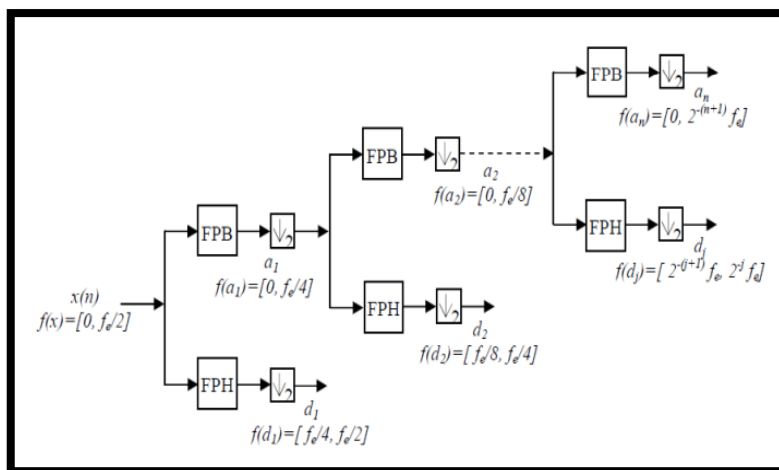 FPB
↓2
a_n
f(a_n)=[0, 2^-(n+1) f_e]
FPB
↓2
a_2
f(a_2)=[0, f_e/8]
FPH
↓2
d_j
f(d_j)=[ 2^-(j+1) f_e, 2^-j f_e]
FPB
↓2
a_1
f(a_1)=[0, f_e/4]
x(n)
f(x)=[0, f_e/2]
FPH
↓2
d_2
f(d_2)=[ f_e/8, f_e/4]
FPH
↓2
d_1
f(d_1)=[ f_e/4, f_e/2]